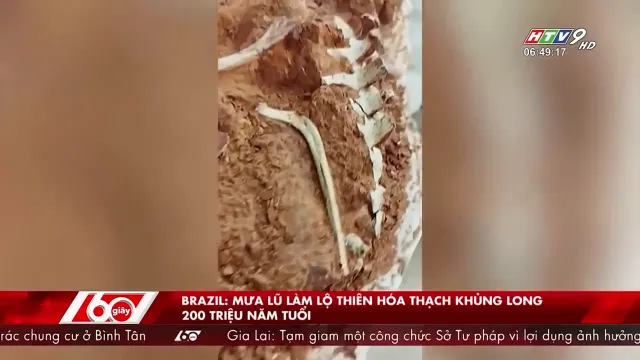 HTV9 HD
06:49:17
60 giây
BRAZIL: MƯA LŨ LÀM LỘ THIÊN HÓA THẠCH KHỦNG LONG
200 TRIỆU NĂM TUỔI
rác chung cư ở Bình Tân
Gia Lai: Tạm giam một công chức Sở Tư pháp vì lợi dụng ảnh hưởng